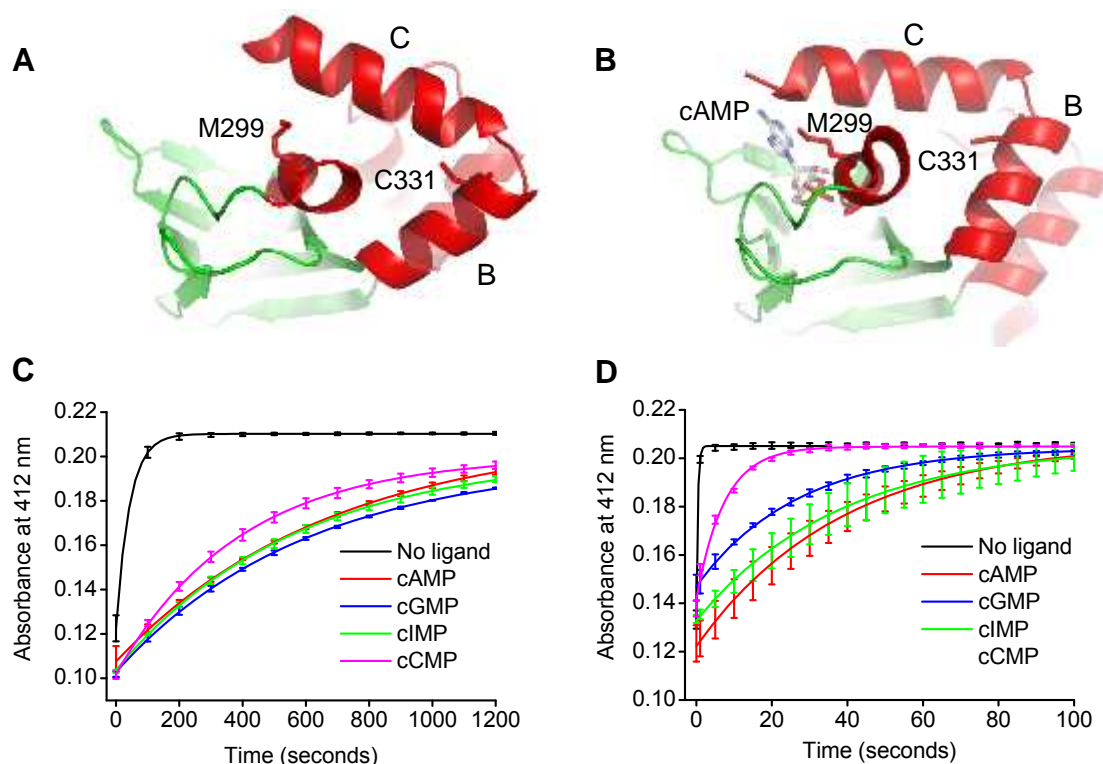 A
C
M299
C331
B
B
C
cAMP
M299
B
C331
C
Absorbance at 412 nm
0.22
0.20
0.18
0.16
0.14
0.12
0.10
No ligand
cAMP
cGMP
cIMP
cCMP
0 200 400 600 800 1000 1200
Time (seconds)
D
Absorbance at 412 nm
0.22
0.20
0.18
0.16
0.14
0.12
0.10
No ligand
cAMP
cGMP
cIMP
cCMP
0 20 40 60 80 100
Time (seconds)